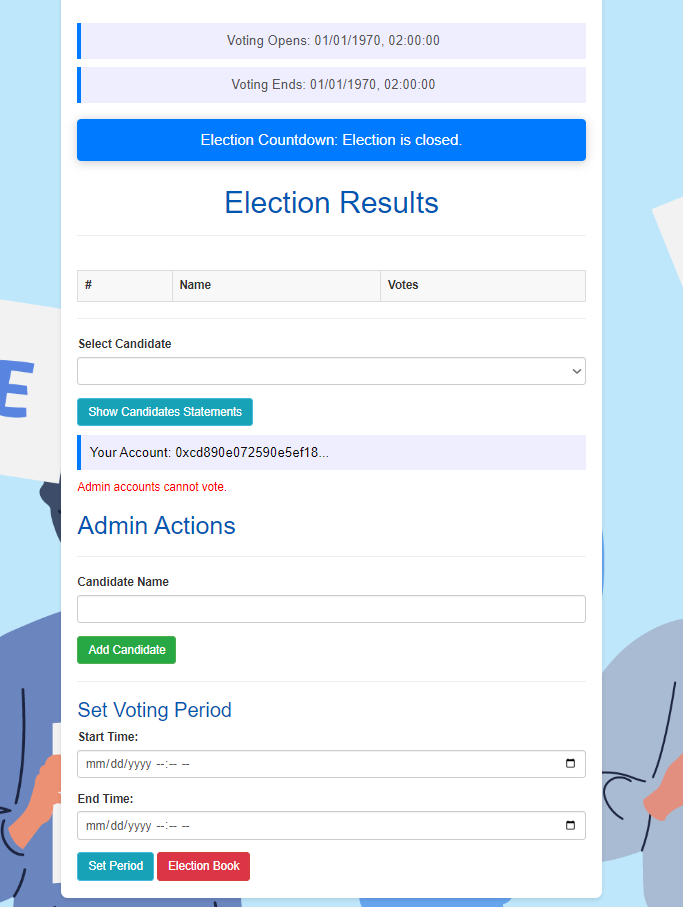 Voting Opens: 01/01/1970, 02:00:00
Voting Ends: 01/01/1970, 02:00:00
Election Countdown: Election is closed.
Election Results
# Name Votes
Select Candidate
Show Candidates Statements
Your Account: 0xcd890e072590e5ef18...
Admin accounts cannot vote.
Admin Actions
Candidate Name
Add Candidate
Set Voting Period
Start Time:
mm/dd/yyyy --:-- --
End Time:
mm/dd/yyyy --:-- --
Set Period Election Book
E